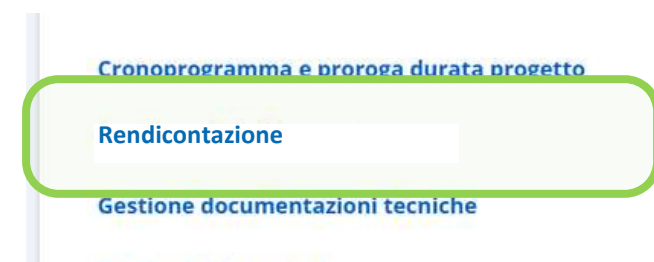 Cronoprogramma e proroga durata progetto
Rendicontazione
Gestione documentazioni tecniche